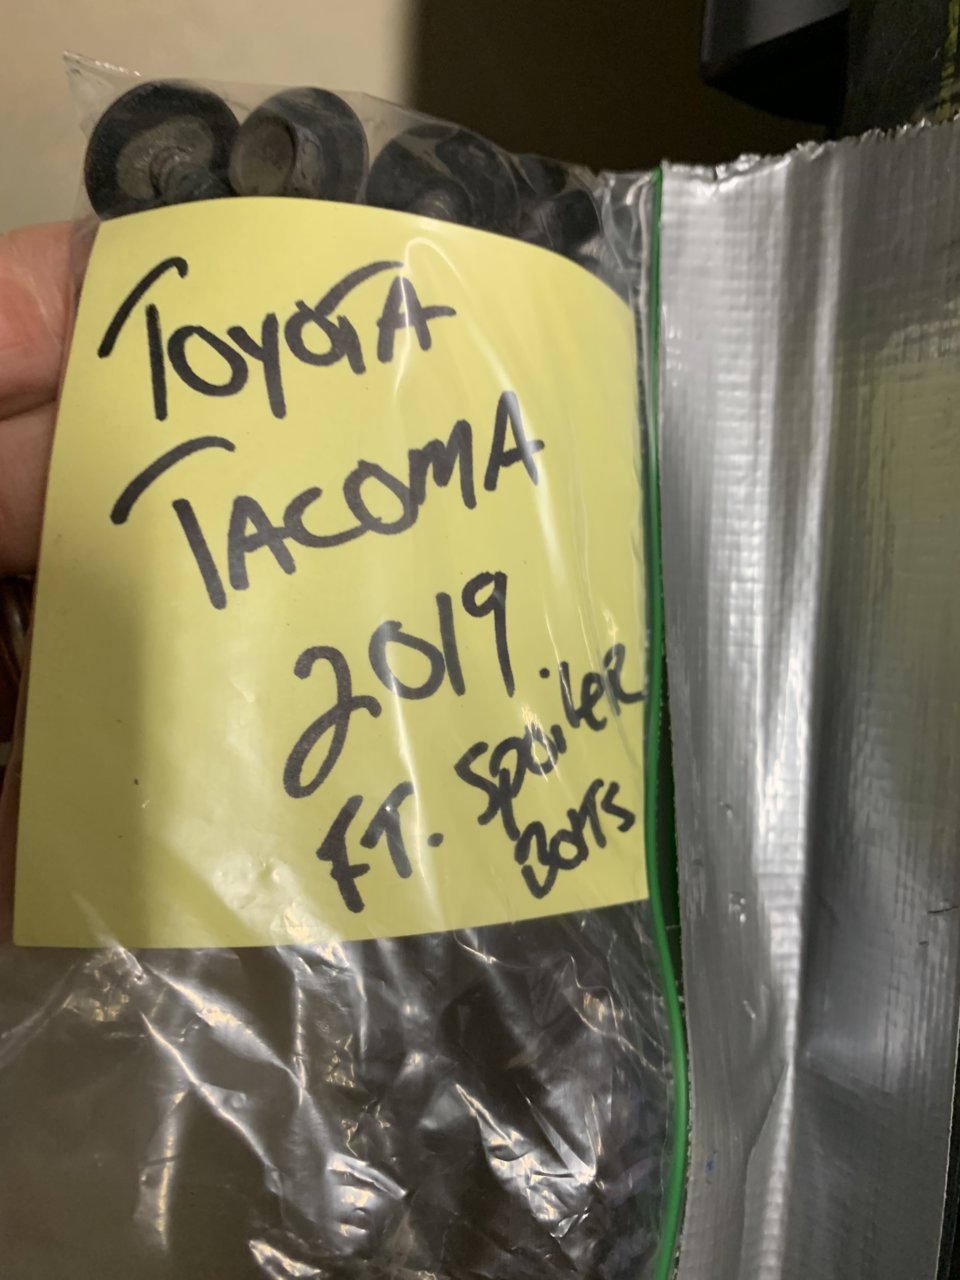 TOYOTA
TACOMA
2019
FT. Spoiler
Bolts